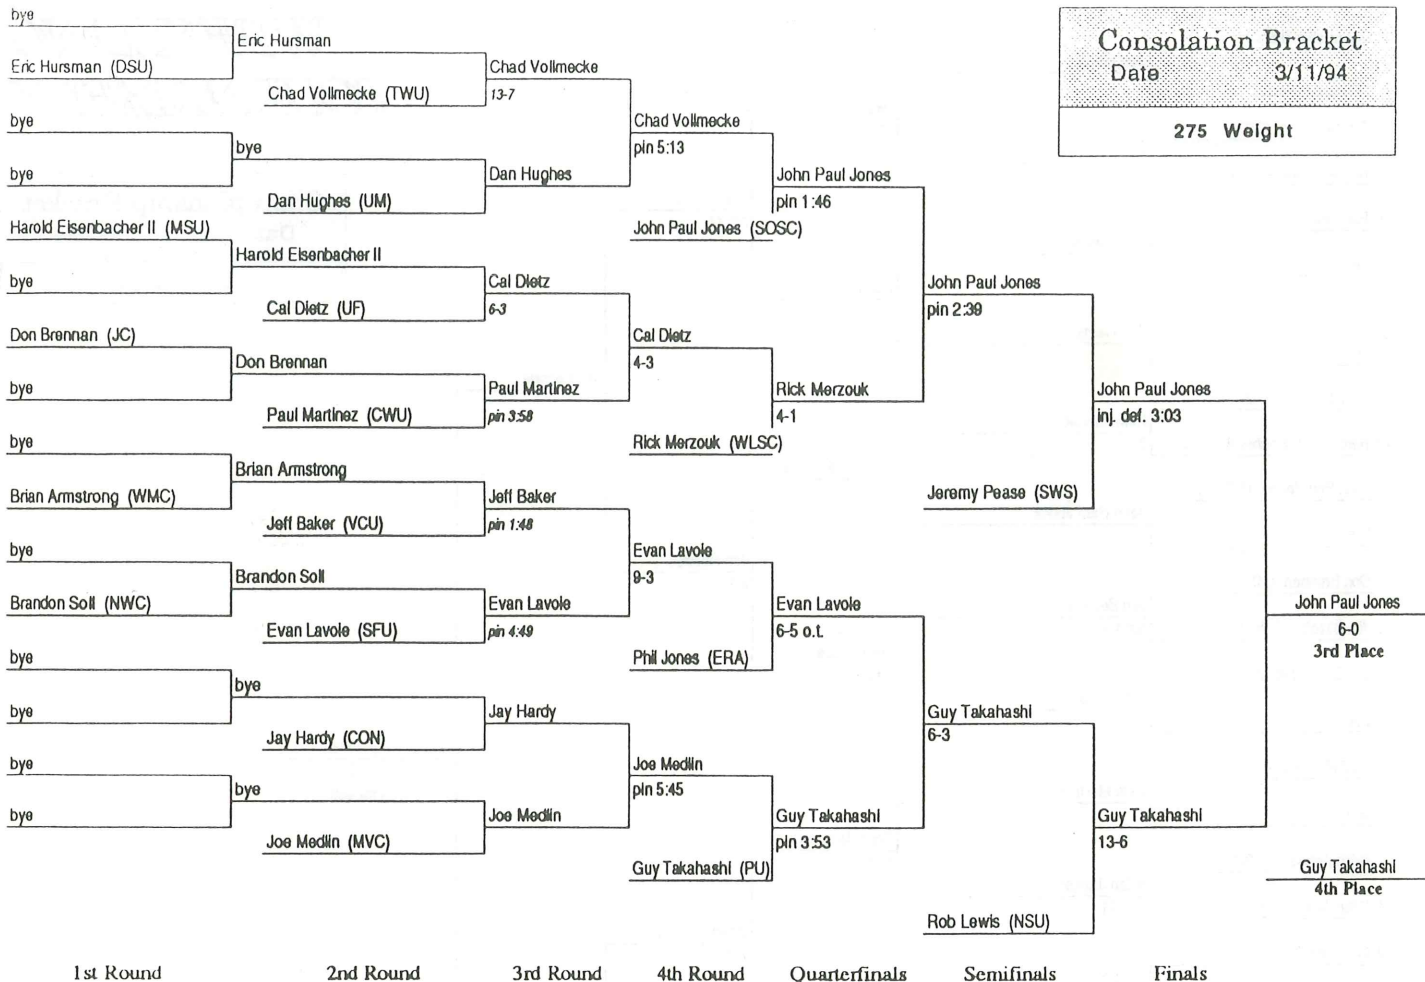 Consolation Bracket
Date 3/11/94
275 Weight
bye
Eric Hursman (DSU)
bye
bye
Harold Eisenbacher II (MSU)
bye
Don Brennan (JC)
bye
bye
Brian Armstrong (WMC)
bye
Brandon Soll (NWC)
bye
bye
bye
bye
Eric Hursman
Chad Vollmecke (TWU)
bye
Dan Hughes (UM)
Harold Eisenbacher II
Cal Dietz (UF)
Don Brennan
Paul Martinez (CWU)
Brian Armstrong
Jeff Baker (VCU)
Brandon Soll
Evan Lavoie (SFU)
bye
Jay Hardy (CON)
bye
Joe Medlin (MVC)
Chad Vollmecke
13-7
Dan Hughes
Cal Dietz
6-3
Paul Martinez
pin 3:58
Jeff Baker
pin 1:48
Evan Lavoie
pin 4:49
Jay Hardy
Joe Medlin
Chad Vollmecke
pin 5:13
John Paul Jones (SOSC)
Cal Dietz
4-3
Rick Merzouk (WLSC)
Evan Lavoie
9-3
Phil Jones (ERA)
Joe Medlin
pin 5:45
Guy Takahashi (PU)
John Paul Jones
pin 1:46
Rick Merzouk
4-1
Evan Lavoie
6-5 o.t.
Guy Takahashi
pin 3:53
John Paul Jones
pin 2:39
Jeremy Pease (SWS)
Guy Takahashi
6-3
Rob Lewis (NSU)
John Paul Jones
inj. def. 3:03
Guy Takahashi
13-6
John Paul Jones
6-0
3rd Place
Guy Takahashi
4th Place
1st Round 2nd Round 3rd Round 4th Round Quarterfinals Semifinals Finals